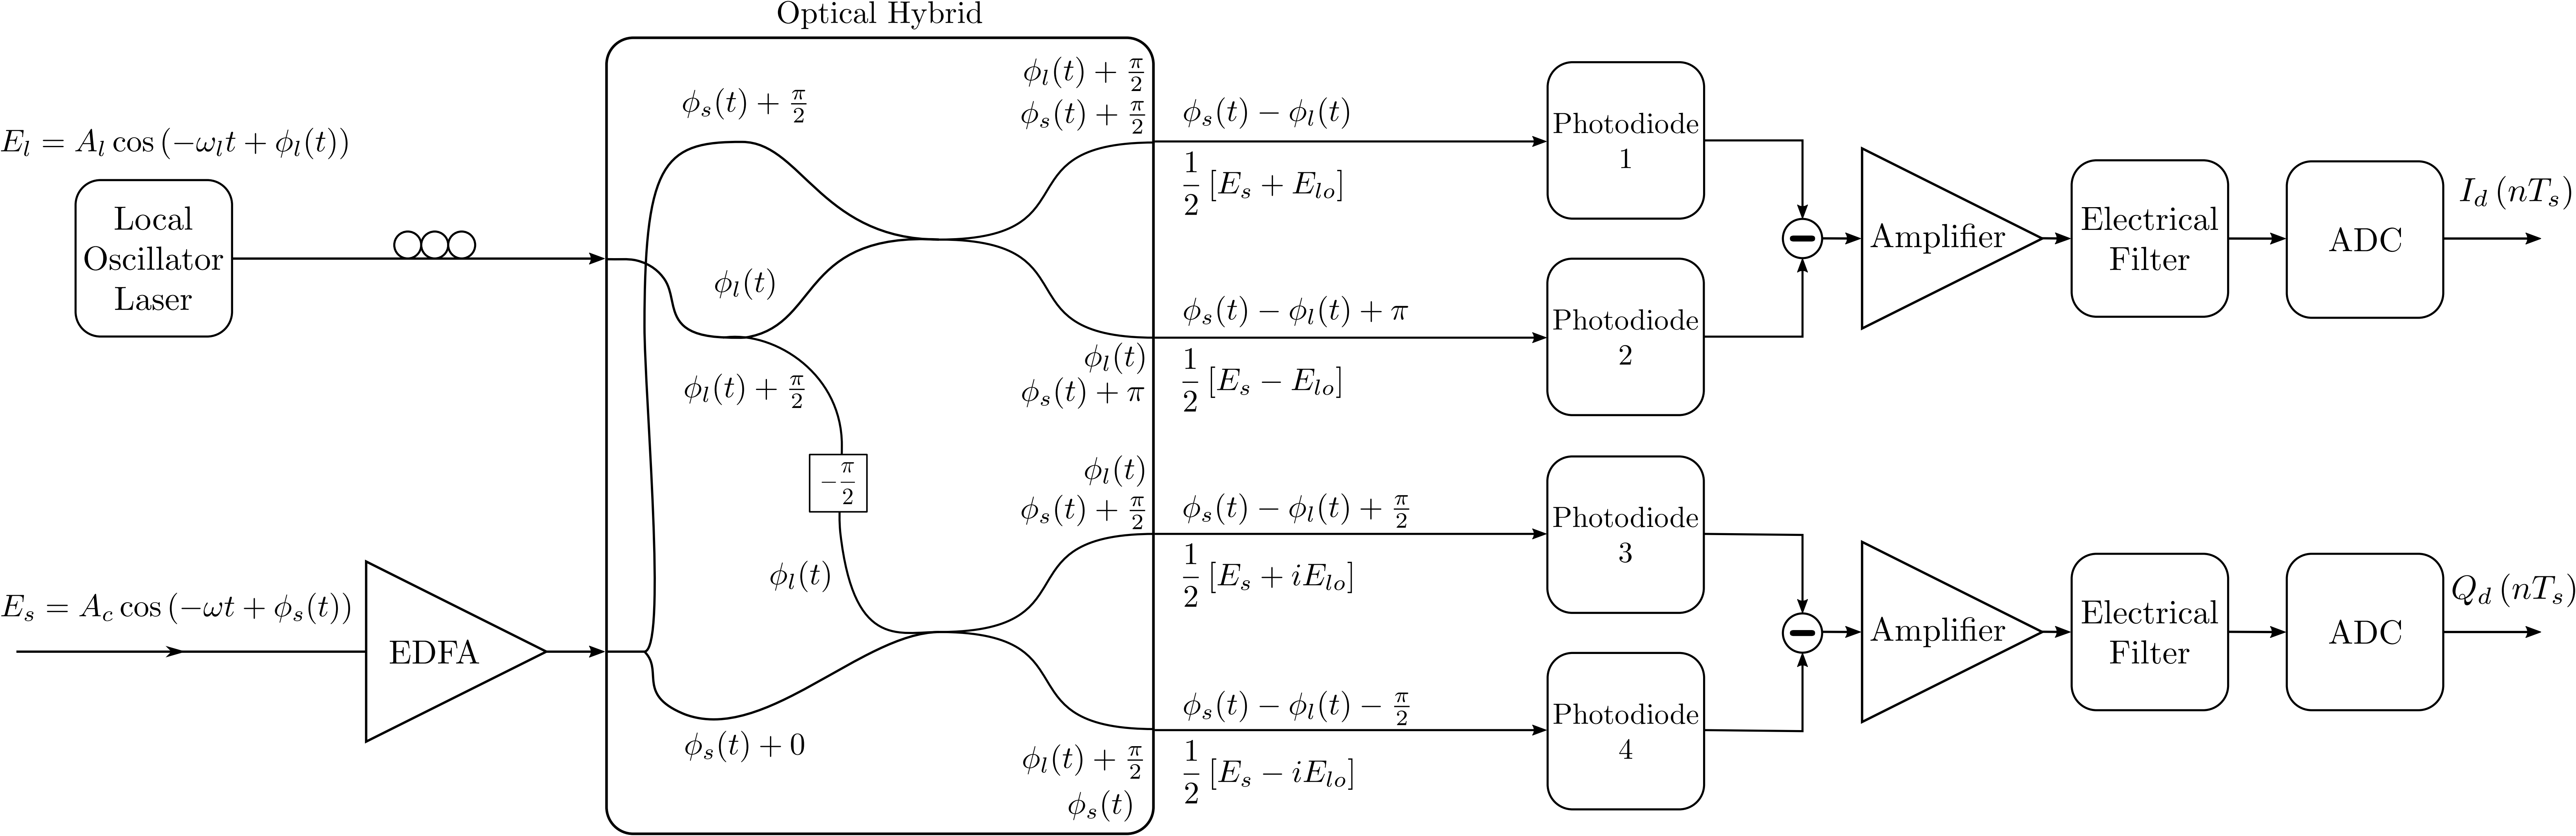 Optical Hybrid
E_l = A_l cos (−ω_l t + ϕ_l(t))
Local
Oscillator
Laser
E_s = A_c cos (−ωt + ϕ_s(t))
EDFA
ϕ_s(t) + π/2
ϕ_l(t)
ϕ_l(t) + π/2
−π/2
ϕ_l(t)
ϕ_s(t) + 0
ϕ_l(t) + π/2
ϕ_s(t) + π/2
ϕ_l(t)
ϕ_s(t) + π
ϕ_l(t)
ϕ_s(t) + π/2
ϕ_l(t) + π/2
ϕ_s(t)
ϕ_s(t) − ϕ_l(t)
1/2 [E_s + E_lo]
ϕ_s(t) − ϕ_l(t) + π
1/2 [E_s − E_lo]
ϕ_s(t) − ϕ_l(t) + π/2
1/2 [E_s + iE_lo]
ϕ_s(t) − ϕ_l(t) − π/2
1/2 [E_s − iE_lo]
Photodiode
1
Photodiode
2
Photodiode
3
Photodiode
4
Amplifier
Electrical
Filter
ADC
I_d (nT_s)
Amplifier
Electrical
Filter
ADC
Q_d (nT_s)